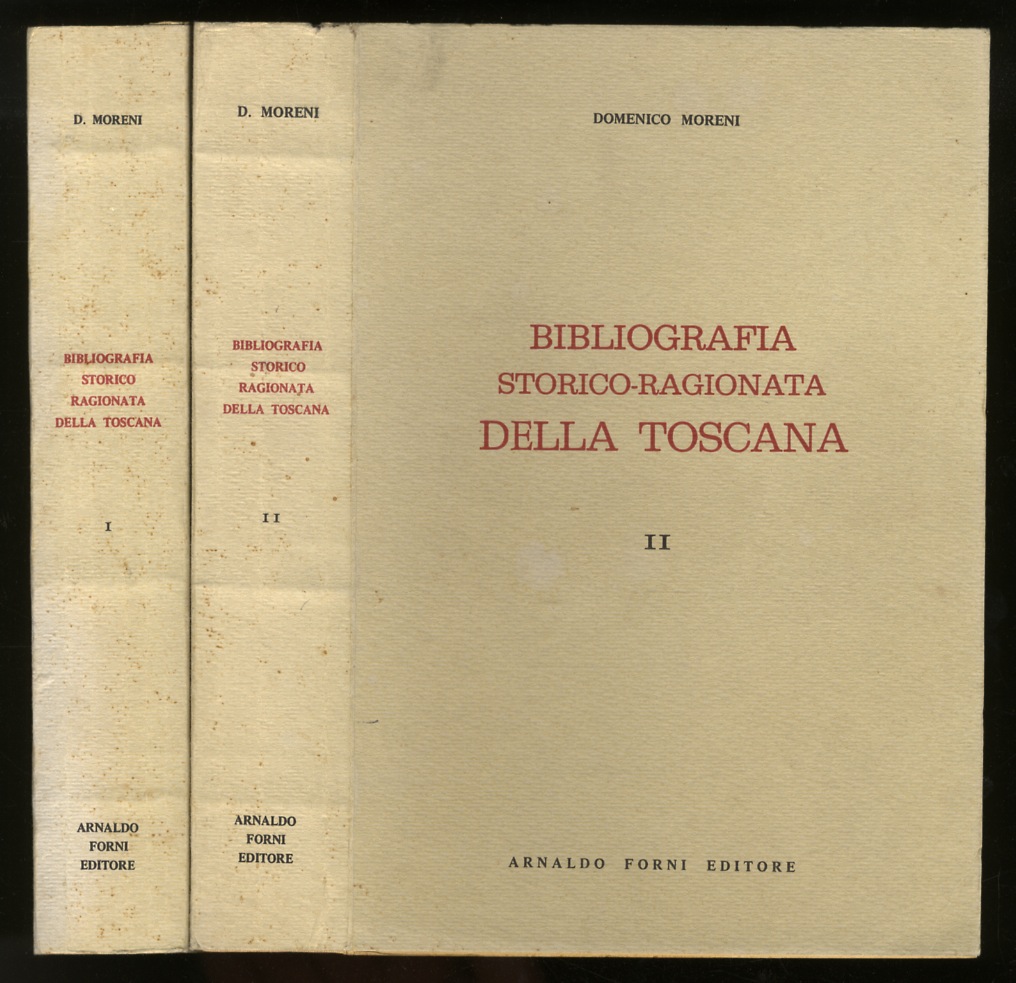 D. MORENI
BIBLIOGRAFIA
STORICO
RAGIONATA
DELLA TOSCANA
I
ARNALDO
FORNI
EDITORE
D. MORENI
BIBLIOGRAFIA
STORICO
RAGIONATA
DELLA TOSCANA
II
ARNALDO
FORNI
EDITORE
DOMENICO MORENI
BIBLIOGRAFIA
STORICO-RAGIONATA
DELLA TOSCANA
II
ARNALDO FORNI EDITORE